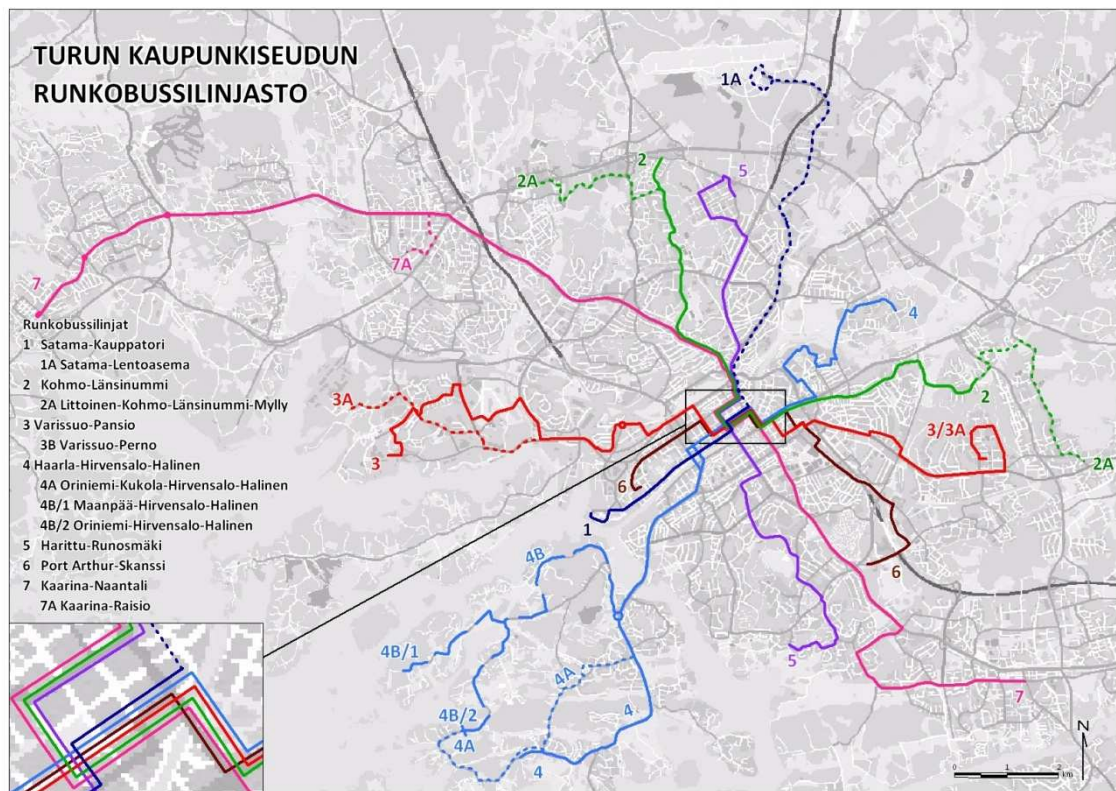 TURUN KAUPUNKISEUDUN
RUNKOBUSSILINJASTO
1A
2
2A
5
7
7A
4
Runkobussilinjat
1 Satama-Kauppatori
1A Satama-Lentoasema
2 Kohmo-Länsinummi
2A Littoinen-Kohmo-Länsinummi-Mylly
3 Varissuo-Pansio
3B Varissuo-Perno
4 Haarla-Hirvensalo-Halinen
4A Oriniemi-Kukola-Hirvensalo-Halinen
4B/1 Maanpää-Hirvensalo-Halinen
4B/2 Oriniemi-Hirvensalo-Halinen
5 Harittu-Runosmäki
6 Port Arthur-Skanssi
7 Kaarina-Naantali
7A Kaarina-Raisio
3A
2
3/3A
3
2A
6
1
4B
6
4B/1
5
4A
7
4B/2
4
4A
4
N
0 1 2
km